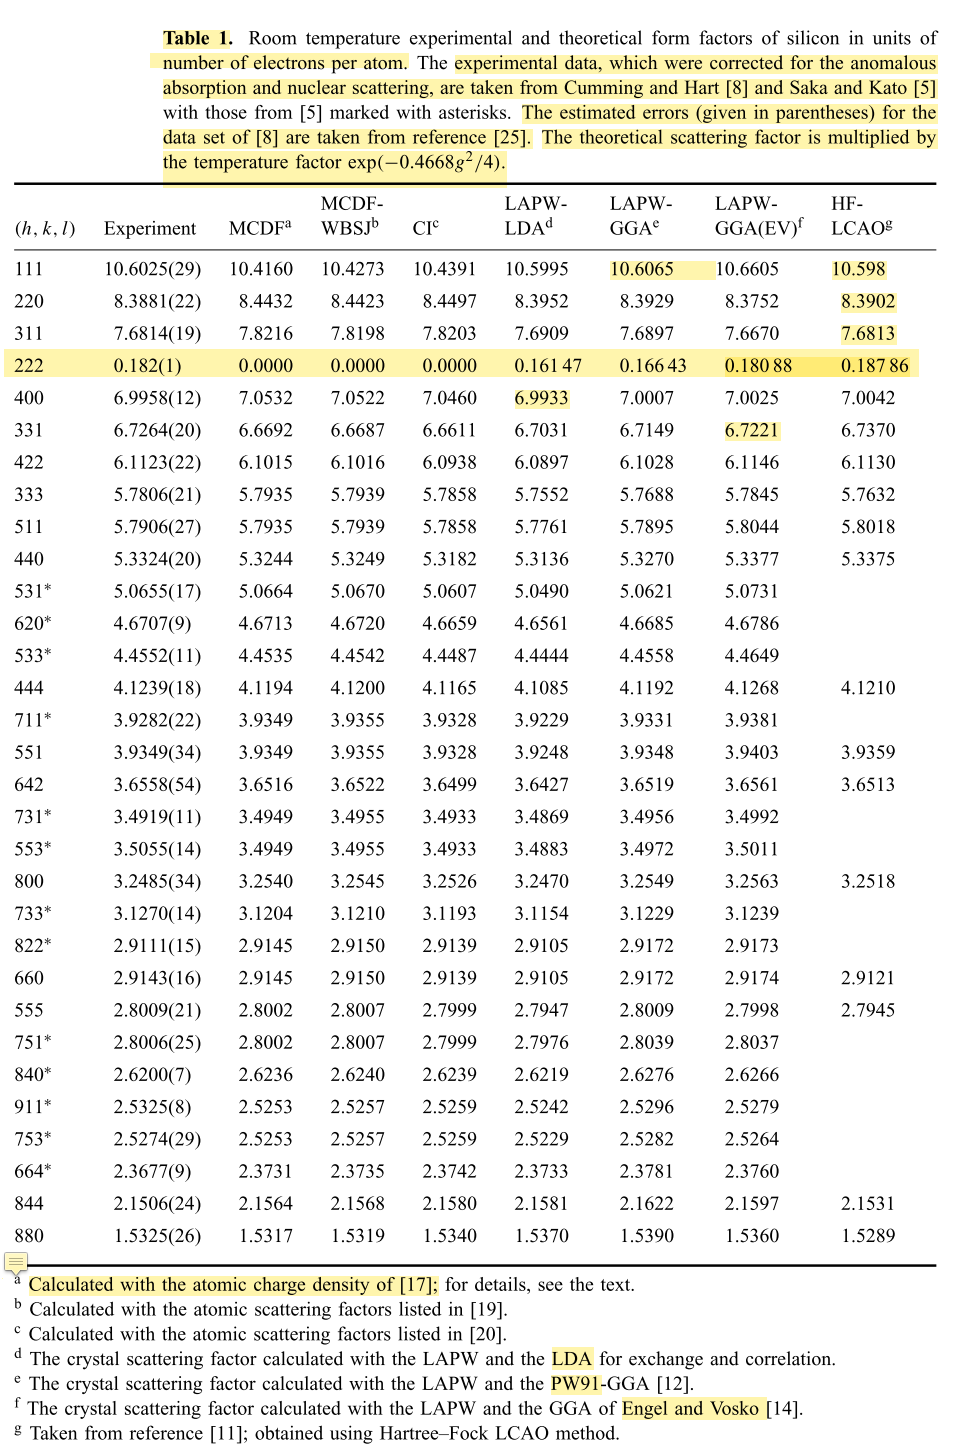 Table 1. Room temperature experimental and theoretical form factors of silicon in units of
number of electrons per atom. The experimental data, which were corrected for the anomalous
absorption and nuclear scattering, are taken from Cumming and Hart [8] and Saka and Kato [5]
with those from [5] marked with asterisks. The estimated errors (given in parentheses) for the
data set of [8] are taken from reference [25]. The theoretical scattering factor is multiplied by
the temperature factor exp(−0.4668g²/4).
MCDF- LAPW- LAPW- LAPW- HF-
(h, k, l) Experiment MCDFᵃ WBSJᵇ CIᶜ LDAᵈ GGAᵉ GGA(EV)ᶠ LCAOᵍ
111 10.6025(29) 10.4160 10.4273 10.4391 10.5995 10.6065 10.6605 10.598
220 8.3881(22) 8.4432 8.4423 8.4497 8.3952 8.3929 8.3752 8.3902
311 7.6814(19) 7.8216 7.8198 7.8203 7.6909 7.6897 7.6670 7.6813
222 0.182(1) 0.0000 0.0000 0.0000 0.161 47 0.166 43 0.180 88 0.187 86
400 6.9958(12) 7.0532 7.0522 7.0460 6.9933 7.0007 7.0025 7.0042
331 6.7264(20) 6.6692 6.6687 6.6611 6.7031 6.7149 6.7221 6.7370
422 6.1123(22) 6.1015 6.1016 6.0938 6.0897 6.1028 6.1146 6.1130
333 5.7806(21) 5.7935 5.7939 5.7858 5.7552 5.7688 5.7845 5.7632
511 5.7906(27) 5.7935 5.7939 5.7858 5.7761 5.7895 5.8044 5.8018
440 5.3324(20) 5.3244 5.3249 5.3182 5.3136 5.3270 5.3377 5.3375
531* 5.0655(17) 5.0664 5.0670 5.0607 5.0490 5.0621 5.0731
620* 4.6707(9) 4.6713 4.6720 4.6659 4.6561 4.6685 4.6786
533* 4.4552(11) 4.4535 4.4542 4.4487 4.4444 4.4558 4.4649
444 4.1239(18) 4.1194 4.1200 4.1165 4.1085 4.1192 4.1268 4.1210
711* 3.9282(22) 3.9349 3.9355 3.9328 3.9229 3.9331 3.9381
551 3.9349(34) 3.9349 3.9355 3.9328 3.9248 3.9348 3.9403 3.9359
642 3.6558(54) 3.6516 3.6522 3.6499 3.6427 3.6519 3.6561 3.6513
731* 3.4919(11) 3.4949 3.4955 3.4933 3.4869 3.4956 3.4992
553* 3.5055(14) 3.4949 3.4955 3.4933 3.4883 3.4972 3.5011
800 3.2485(34) 3.2540 3.2545 3.2526 3.2470 3.2549 3.2563 3.2518
733* 3.1270(14) 3.1204 3.1210 3.1193 3.1154 3.1229 3.1239
822* 2.9111(15) 2.9145 2.9150 2.9139 2.9105 2.9172 2.9173
660 2.9143(16) 2.9145 2.9150 2.9139 2.9105 2.9172 2.9174 2.9121
555 2.8009(21) 2.8002 2.8007 2.7999 2.7947 2.8009 2.7998 2.7945
751* 2.8006(25) 2.8002 2.8007 2.7999 2.7976 2.8039 2.8037
840* 2.6200(7) 2.6236 2.6240 2.6239 2.6219 2.6276 2.6266
911* 2.5325(8) 2.5253 2.5257 2.5259 2.5242 2.5296 2.5279
753* 2.5274(29) 2.5253 2.5257 2.5259 2.5229 2.5282 2.5264
664* 2.3677(9) 2.3731 2.3735 2.3742 2.3733 2.3781 2.3760
844 2.1506(24) 2.1564 2.1568 2.1580 2.1581 2.1622 2.1597 2.1531
880 1.5325(26) 1.5317 1.5319 1.5340 1.5370 1.5390 1.5360 1.5289
ᵃ Calculated with the atomic charge density of [17]; for details, see the text.
ᵇ Calculated with the atomic scattering factors listed in [19].
ᶜ Calculated with the atomic scattering factors listed in [20].
ᵈ The crystal scattering factor calculated with the LAPW and the LDA for exchange and correlation.
ᵉ The crystal scattering factor calculated with the LAPW and the PW91-GGA [12].
ᶠ The crystal scattering factor calculated with the LAPW and the GGA of Engel and Vosko [14].
ᵍ Taken from reference [11]; obtained using Hartree–Fock LCAO method.